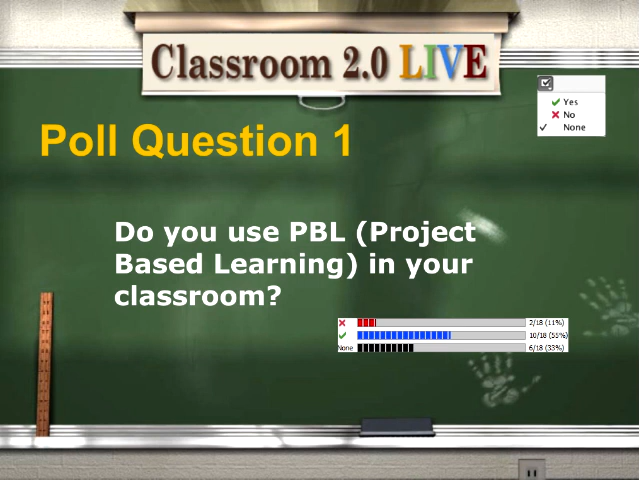 Classroom 2.0 LIVE
Yes
No
None
Poll Question 1
Do you use PBL (Project
Based Learning) in your
classroom?
2/18 (11%)
10/18 (55%)
None 6/18 (33%)